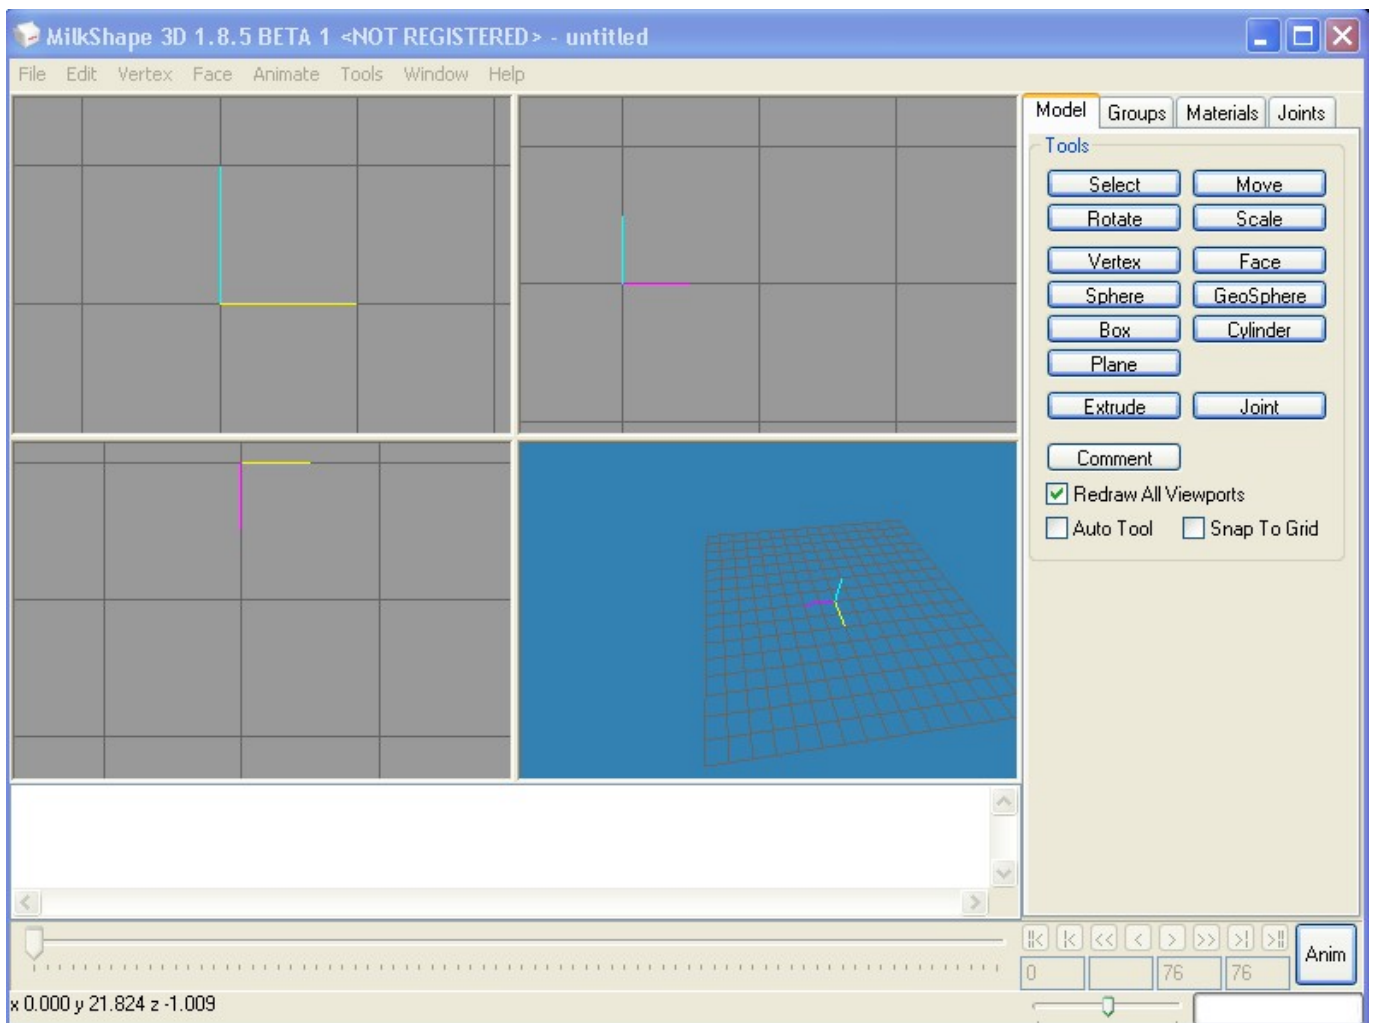 MilkShape 3D 1.8.5 BETA 1 <NOT REGISTERED> - untitled
File Edit Vertex Face Animate Tools Window Help
Model Groups Materials Joints
Tools
Select Move
Rotate Scale
Vertex Face
Sphere GeoSphere
Box Cylinder
Plane
Extrude Joint
Comment
Redraw All Viewports
Auto Tool Snap To Grid
||< |< << < > >> >| >||
Anim
0 76 76
x 0.000 y 21.824 z -1.009